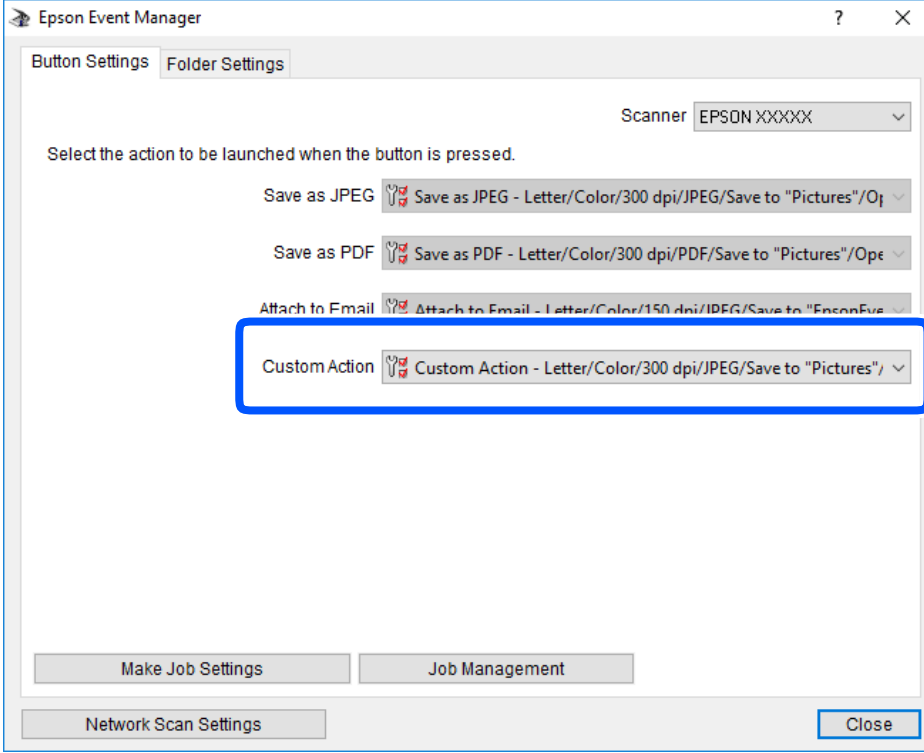 Epson Event Manager
Button Settings
Folder Settings
Scanner EPSON XXXXX
Select the action to be launched when the button is pressed.
Save as JPEG Save as JPEG - Letter/Color/300 dpi/JPEG/Save to "Pictures"/Op
Save as PDF Save as PDF - Letter/Color/300 dpi/PDF/Save to "Pictures"/Ope
Attach to Email Attach to Email - Letter/Color/150 dpi/JPEG/Save to "EpsonEve
Custom Action Custom Action - Letter/Color/300 dpi/JPEG/Save to "Pictures"/
Make Job Settings
Job Management
Network Scan Settings
Close